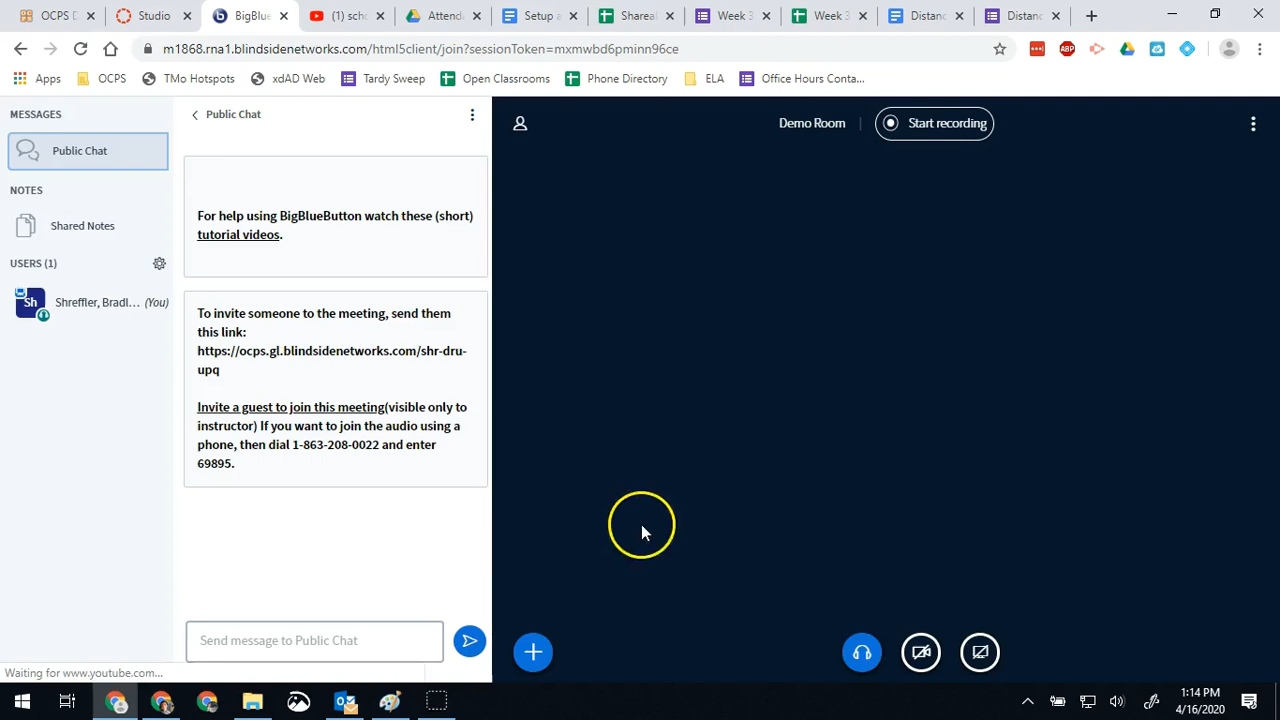 OCPS D
Studio
BigBlue
(1) sch
Attend
Setup a
Shareal
Week 3
Week 3
Distanc
Distanc
m1868.rna1.blindsidenetworks.com/html5client/join?sessionToken=mxmwbd6pminn96ce
ABP
Apps
OCPS
TMo Hotspots
xdAD Web
Tardy Sweep
Open Classrooms
Phone Directory
ELA
Office Hours Conta...
MESSAGES
Public Chat
NOTES
Shared Notes
USERS (1)
Sh
Shreffler, Bradl... (You)
Public Chat
For help using BigBlueButton watch these (short)
tutorial videos.
To invite someone to the meeting, send them
this link:
https://ocps.gl.blindsidenetworks.com/shr-dru-
upq
Invite a guest to join this meeting(visible only to
instructor) If you want to join the audio using a
phone, then dial 1-863-208-0022 and enter
69895.
Send message to Public Chat
Demo Room
Start recording
Waiting for www.youtube.com...
1:14 PM
4/16/2020